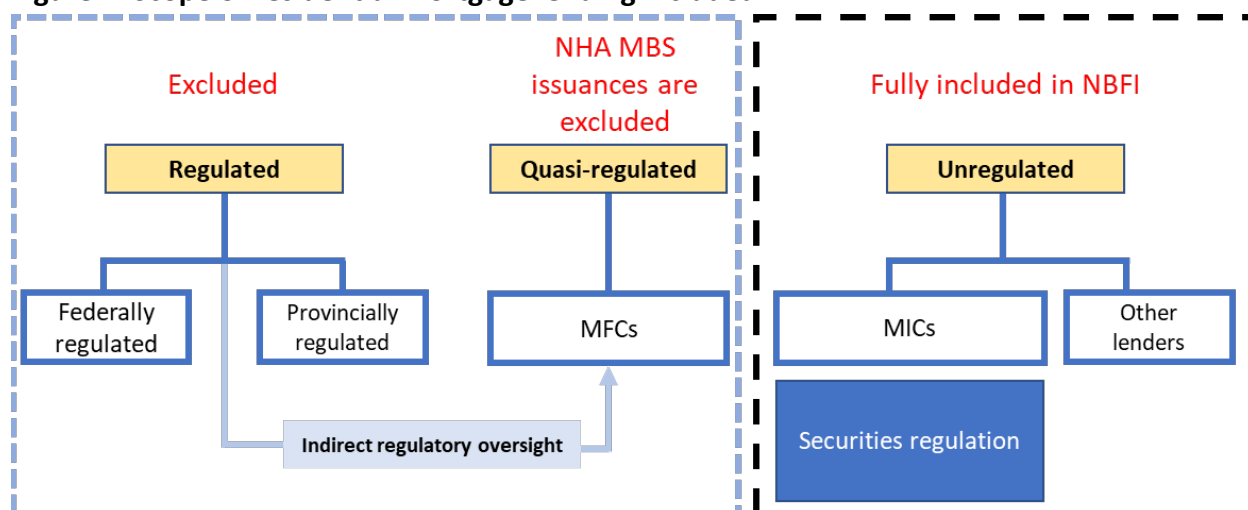 Excluded
NHA MBS
issuances are
excluded
Fully included in NBFI
Regulated
Quasi-regulated
Unregulated
Federally
regulated
Provincially
regulated
MFCs
MICs
Other
lenders
Indirect regulatory oversight
Securities regulation